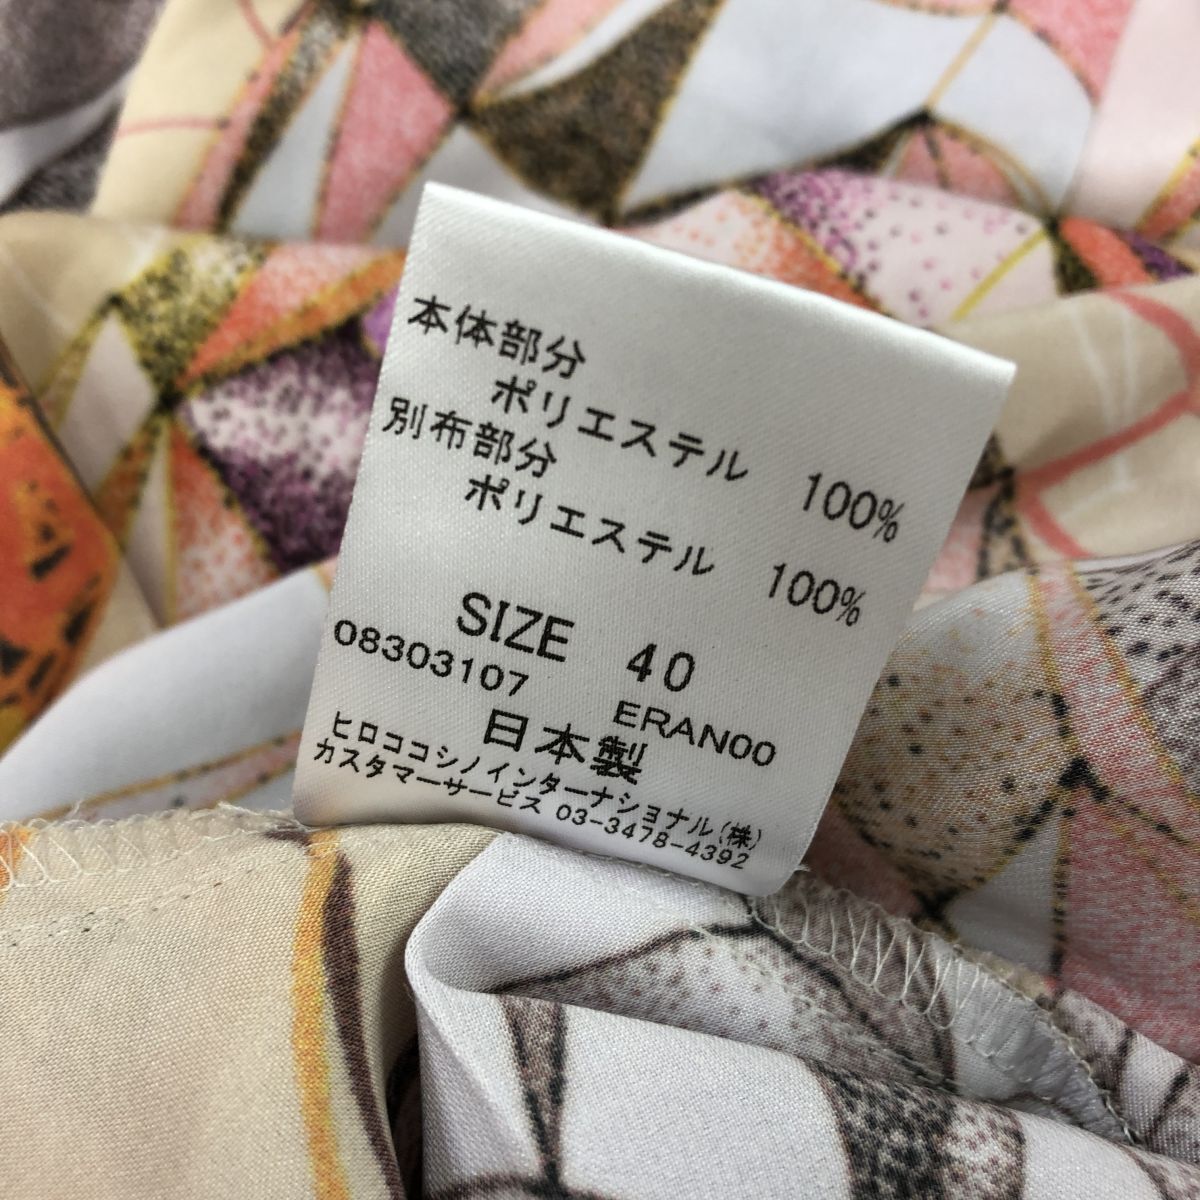 本体部分
ポリエステル 100%
別布部分
ポリエステル 100%
SIZE 40
08303107 ERAN00
日本製
ヒロココシノインターナショナル(株)
カスタマーサービス 03-3478-4392